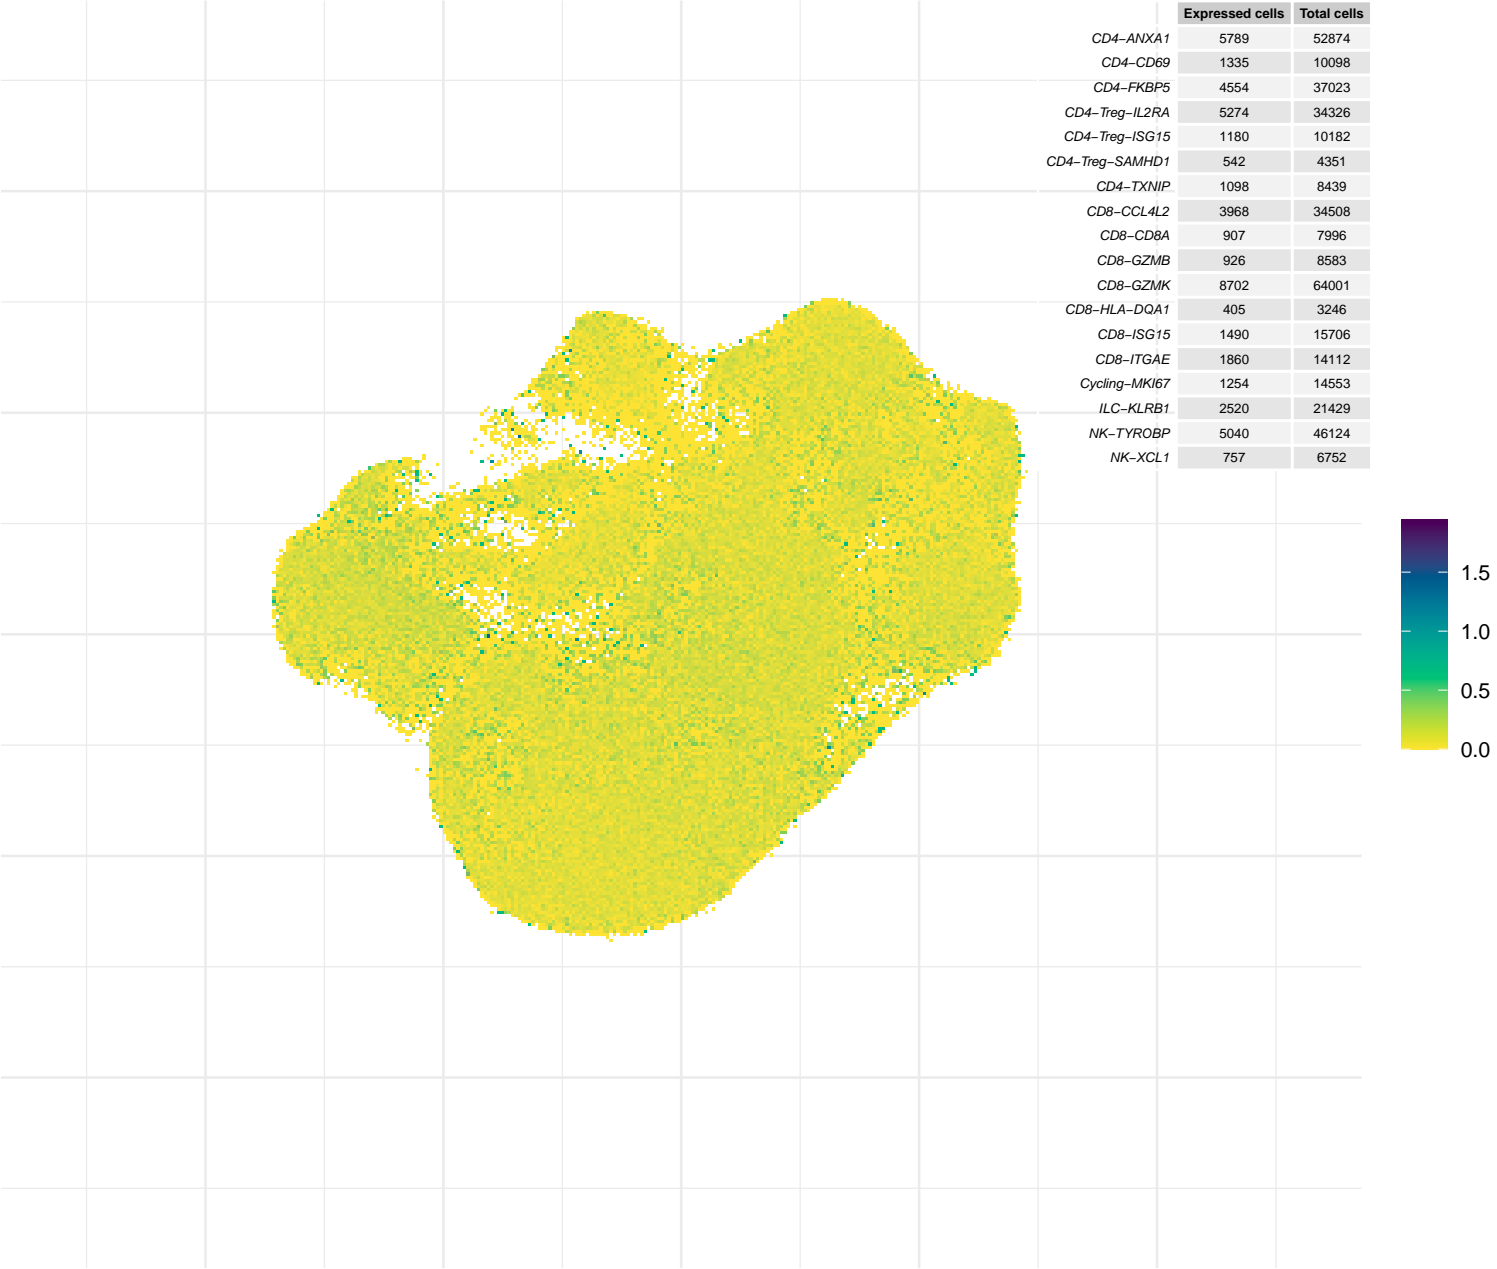 Expressed cells Total cells
CD4−ANXA1 5789 52874
CD4−CD69 1335 10098
CD4−FKBP5 4554 37023
CD4−Treg−IL2RA 5274 34326
CD4−Treg−ISG15 1180 10182
CD4−Treg−SAMHD1 542 4351
CD4−TXNIP 1098 8439
CD8−CCL4L2 3968 34508
CD8−CD8A 907 7996
CD8−GZMB 926 8583
CD8−GZMK 8702 64001
CD8−HLA−DQA1 405 3246
CD8−ISG15 1490 15706
CD8−ITGAE 1860 14112
Cycling−MKI67 1254 14553
ILC−KLRB1 2520 21429
NK−TYROBP 5040 46124
NK−XCL1 757 6752
1.5
1.0
0.5
0.0